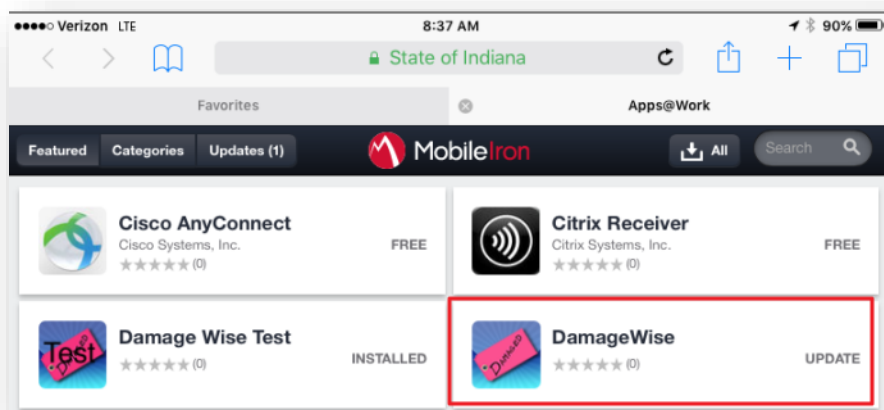 Verizon LTE 8:37 AM 90%
State of Indiana
Favorites Apps@Work
Featured Categories Updates (1) MobileIron All Search
Cisco AnyConnect
Cisco Systems, Inc.
(0)
FREE
Citrix Receiver
Citrix Systems, Inc.
(0)
FREE
Test
Damage Wise Test
(0)
INSTALLED
DAMAGED
DamageWise
(0)
UPDATE